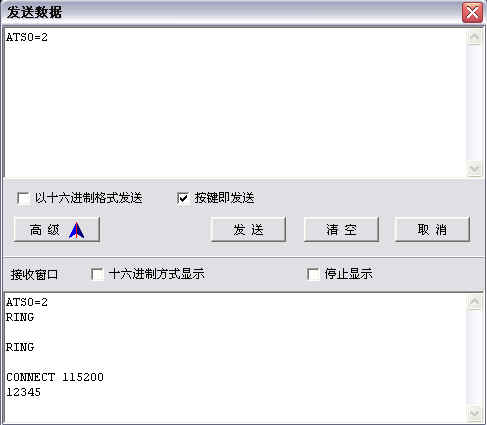 发送数据
ATS0=2
以十六进制格式发送 按键即发送
高 级 发 送 清 空 取 消
接收窗口 十六进制方式显示 停止显示
ATS0=2
RING
RING
CONNECT 115200
12345